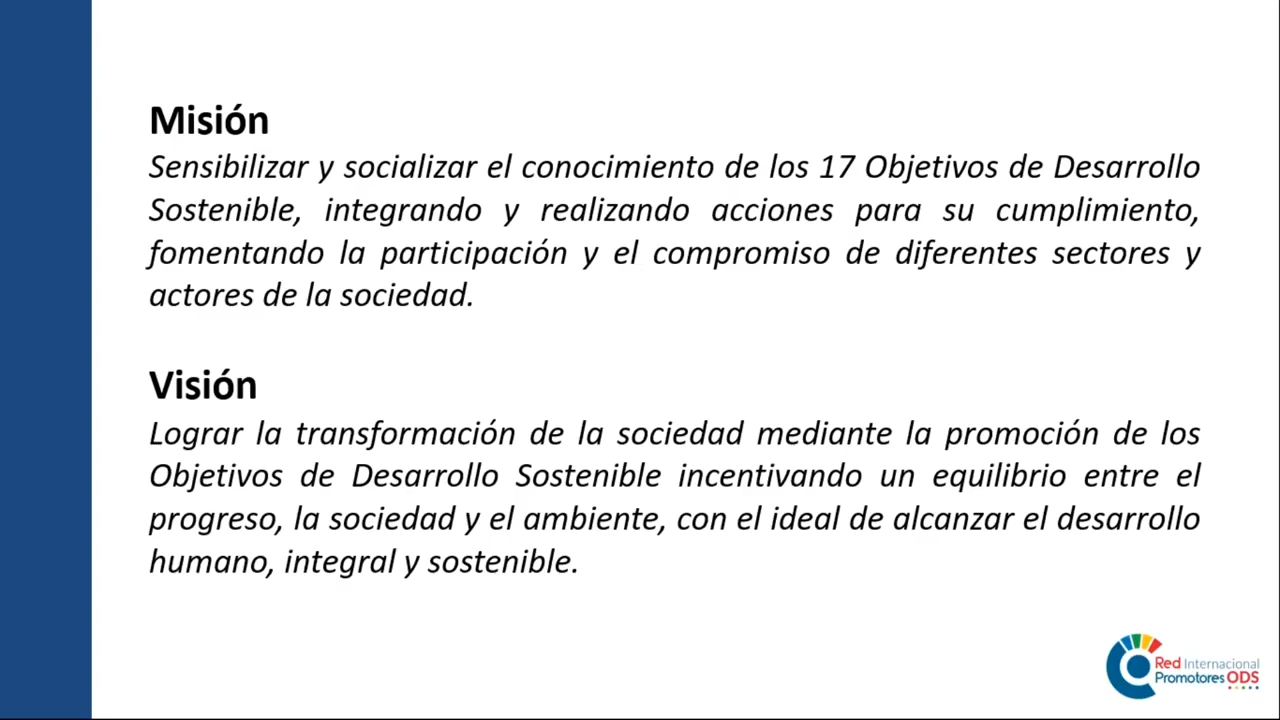 Misión
Sensibilizar y socializar el conocimiento de los 17 Objetivos de Desarrollo
Sostenible, integrando y realizando acciones para su cumplimiento,
fomentando la participación y el compromiso de diferentes sectores y
actores de la sociedad.
Visión
Lograr la transformación de la sociedad mediante la promoción de los
Objetivos de Desarrollo Sostenible incentivando un equilibrio entre el
progreso, la sociedad y el ambiente, con el ideal de alcanzar el desarrollo
humano, integral y sostenible.
Red Internacional
Promotores ODS